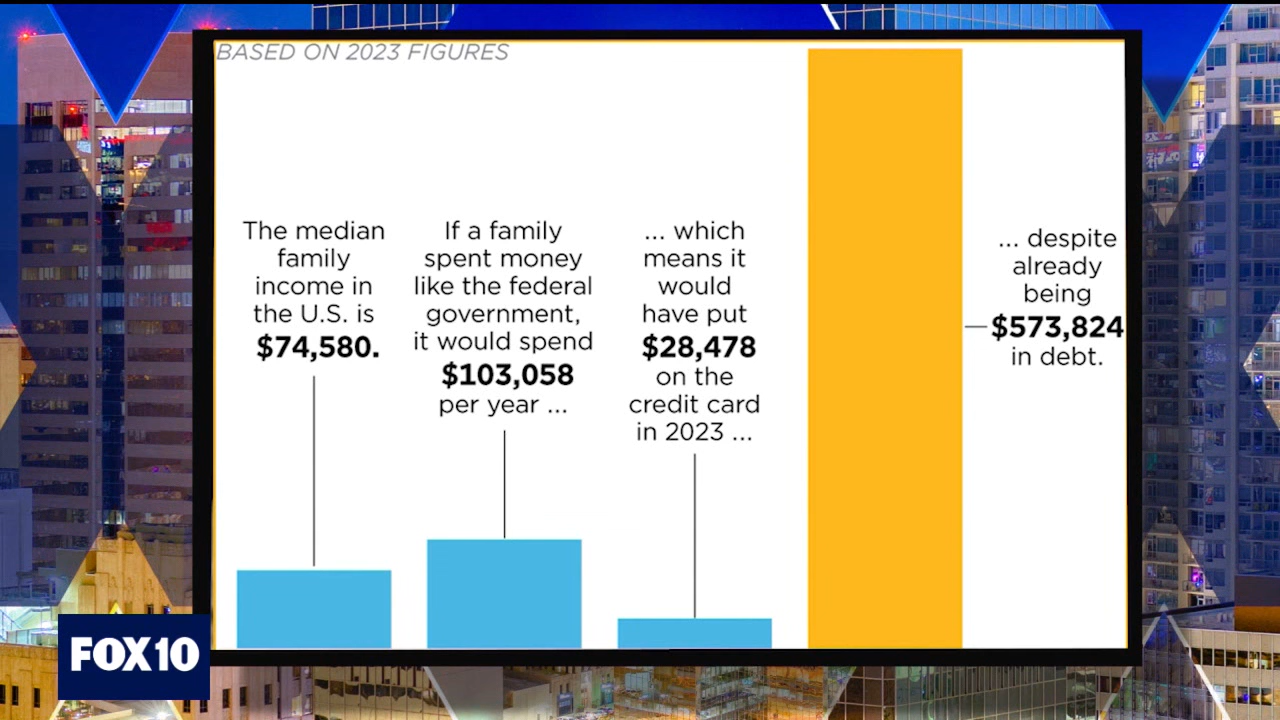 BASED ON 2023 FIGURES
The median
family
income in
the U.S. is
$74,580.
If a family
spent money
like the federal
government,
it would spend
$103,058
per year ...
... which
means it
would
have put
$28,478
on the
credit card
in 2023 ...
... despite
already
being
$573,824
in debt.
FOX10